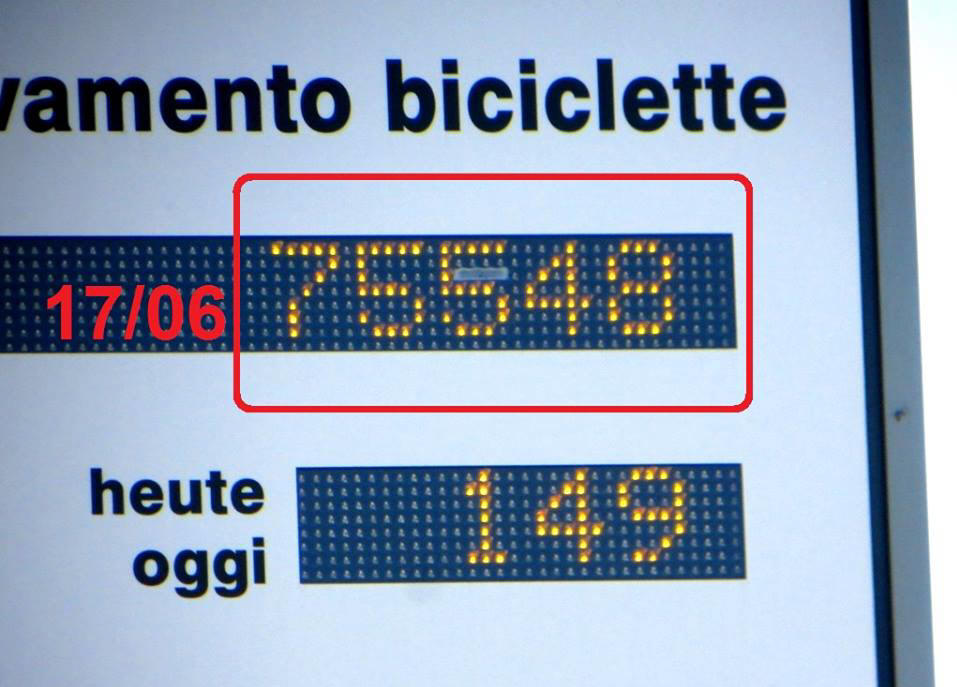 vamento biciclette
17/06 75548
heute 149
oggi